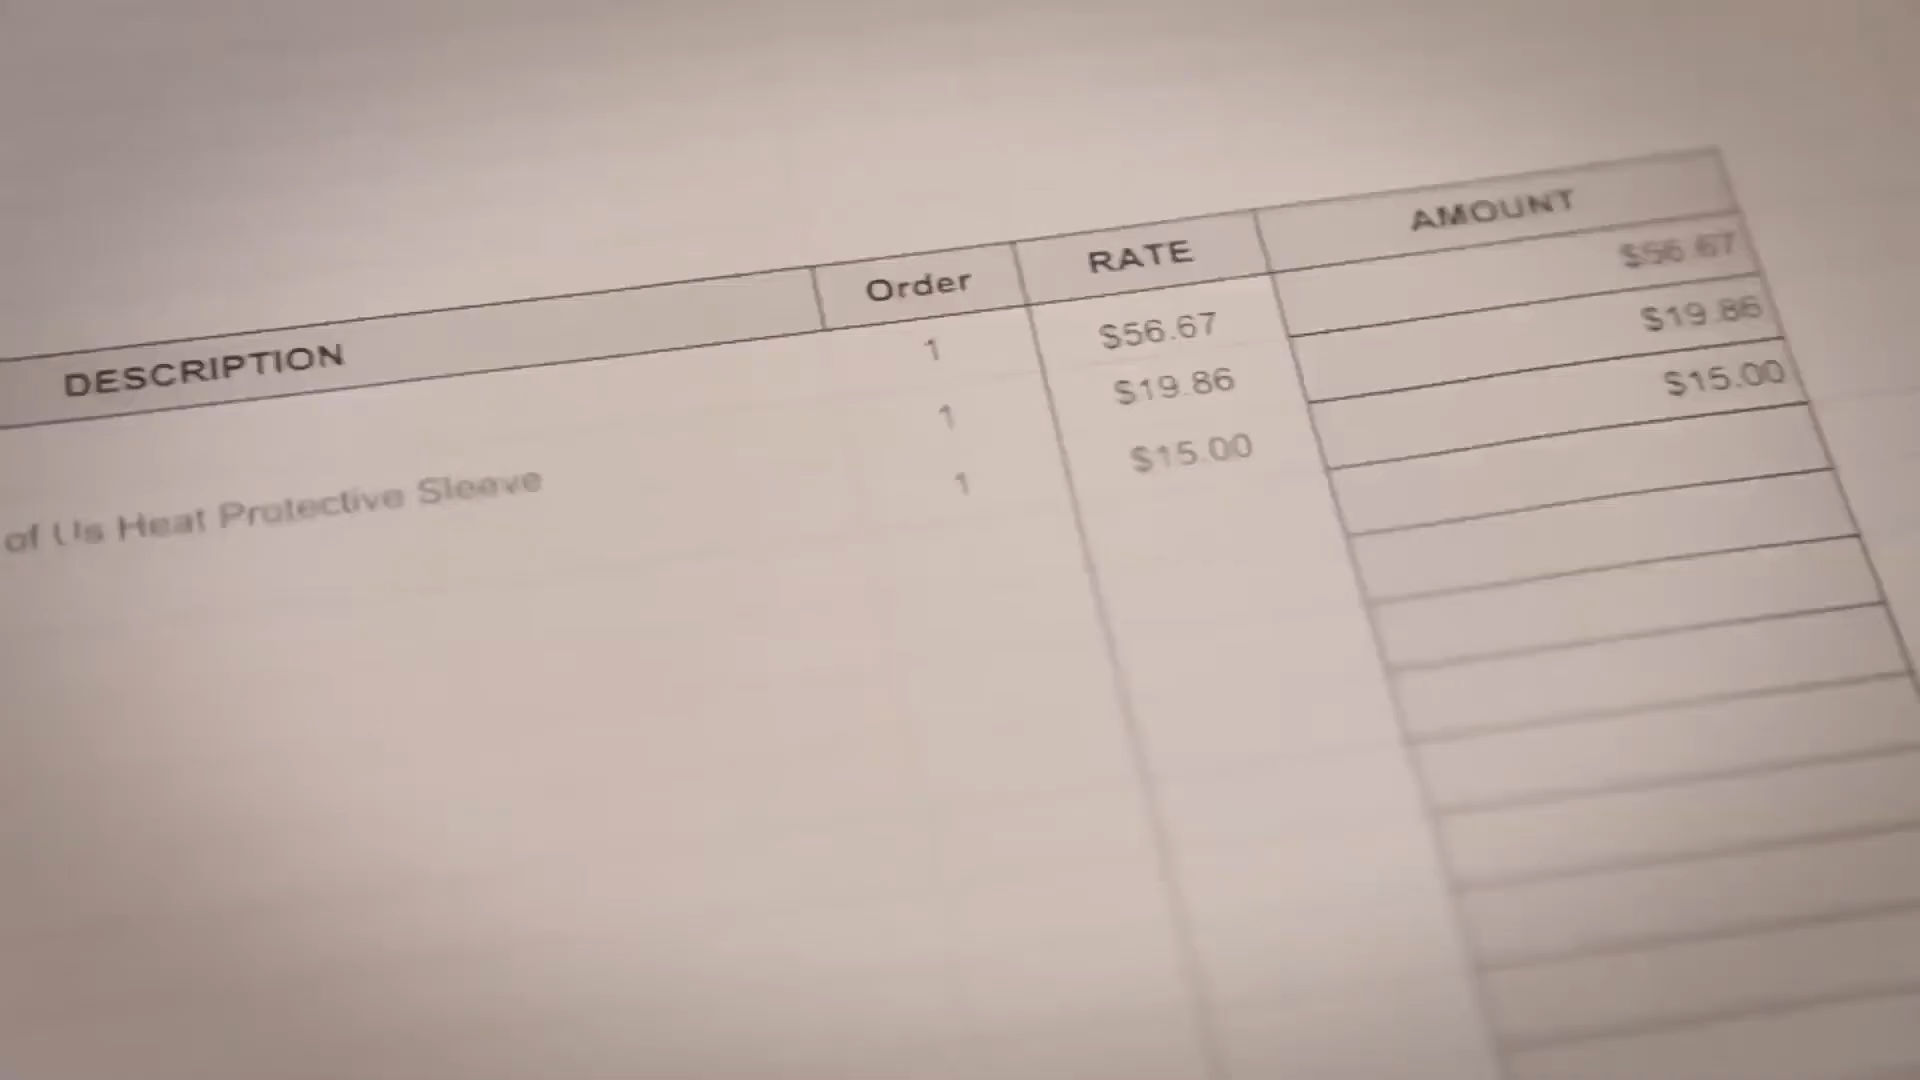 DESCRIPTION Order RATE AMOUNT
1 $56.67 $56.67
1 $19.86 $19.86
of Us Heat Protective Sleeve 1 $15.00 $15.00